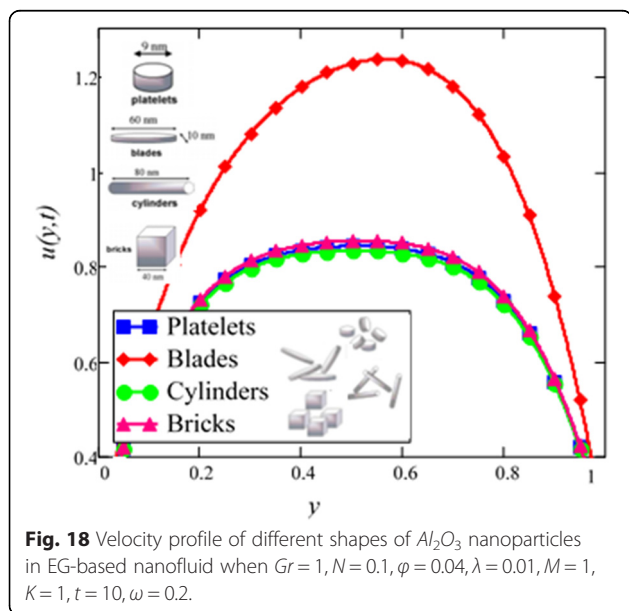 u(y,t)
1.2
1
0.8
0.6
0.4
9 nm
platelets
60 nm
10 nm
blades
80 nm
cylinders
bricks
40 nm
Platelets
Blades
Cylinders
Bricks
0 0.2 0.4 0.6 0.8 1
y
Fig. 18 Velocity profile of different shapes of Al₂O₃ nanoparticles
in EG-based nanofluid when Gr = 1, N = 0.1, φ = 0.04, λ = 0.01, M = 1,
K = 1, t = 10, ω = 0.2.